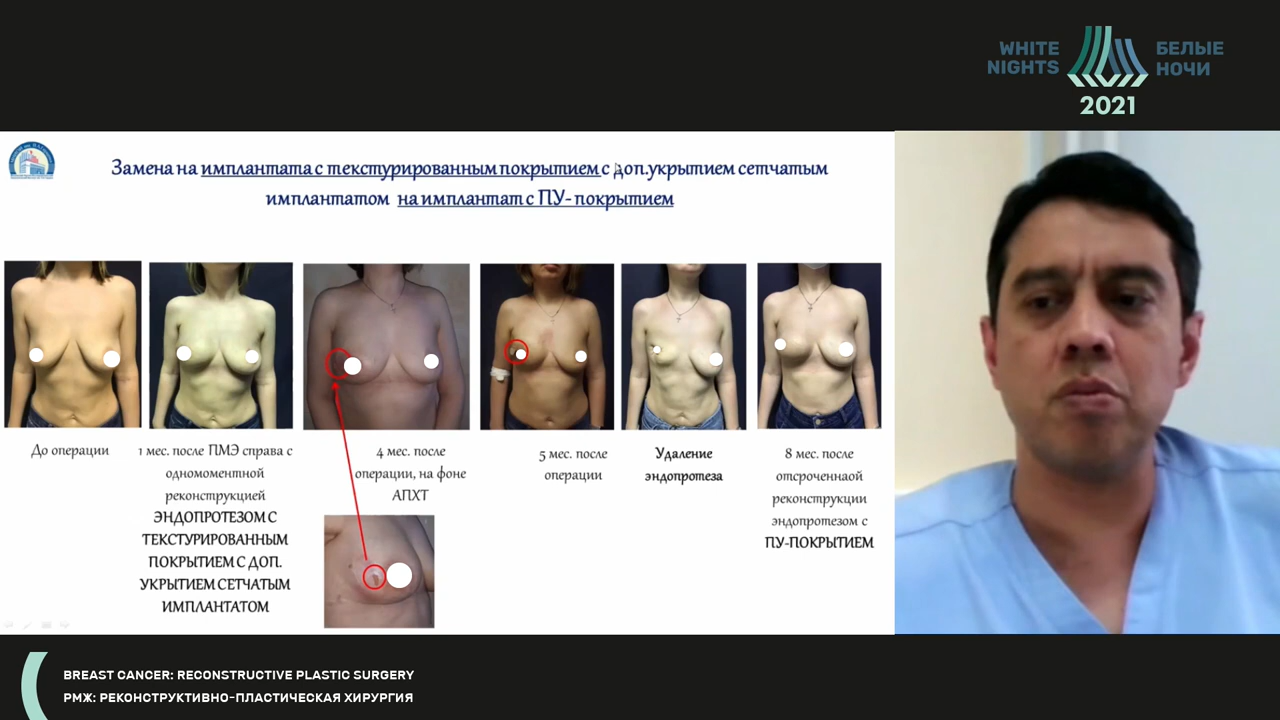 WHITE
NIGHTS
БЕЛЫЕ
НОЧИ
2021
Замена на имплантата с текстурированным покрытием с доп.укрытием сетчатым
имплантатом на имплантат с ПУ- покрытием
До операции
1 мес. после ПМЭ справа с
одномоментной
реконструкцией
ЭНДОПРОТЕЗОМ С
ТЕКСТУРИРОВАННЫМ
ПОКРЫТИЕМ С ДОП.
УКРЫТИЕМ СЕТЧАТЫМ
ИМПЛАНТАТОМ
4 мес. после
операции, на фоне
АПХТ
5 мес. после
операции
Удаление
эндопротеза
8 мес. после
отсроченнаой
реконструкции
эндопротезом с
ПУ-ПОКРЫТИЕМ
BREAST CANCER: RECONSTRUCTIVE PLASTIC SURGERY
РМЖ: РЕКОНСТРУКТИВНО-ПЛАСТИЧЕСКАЯ ХИРУРГИЯ